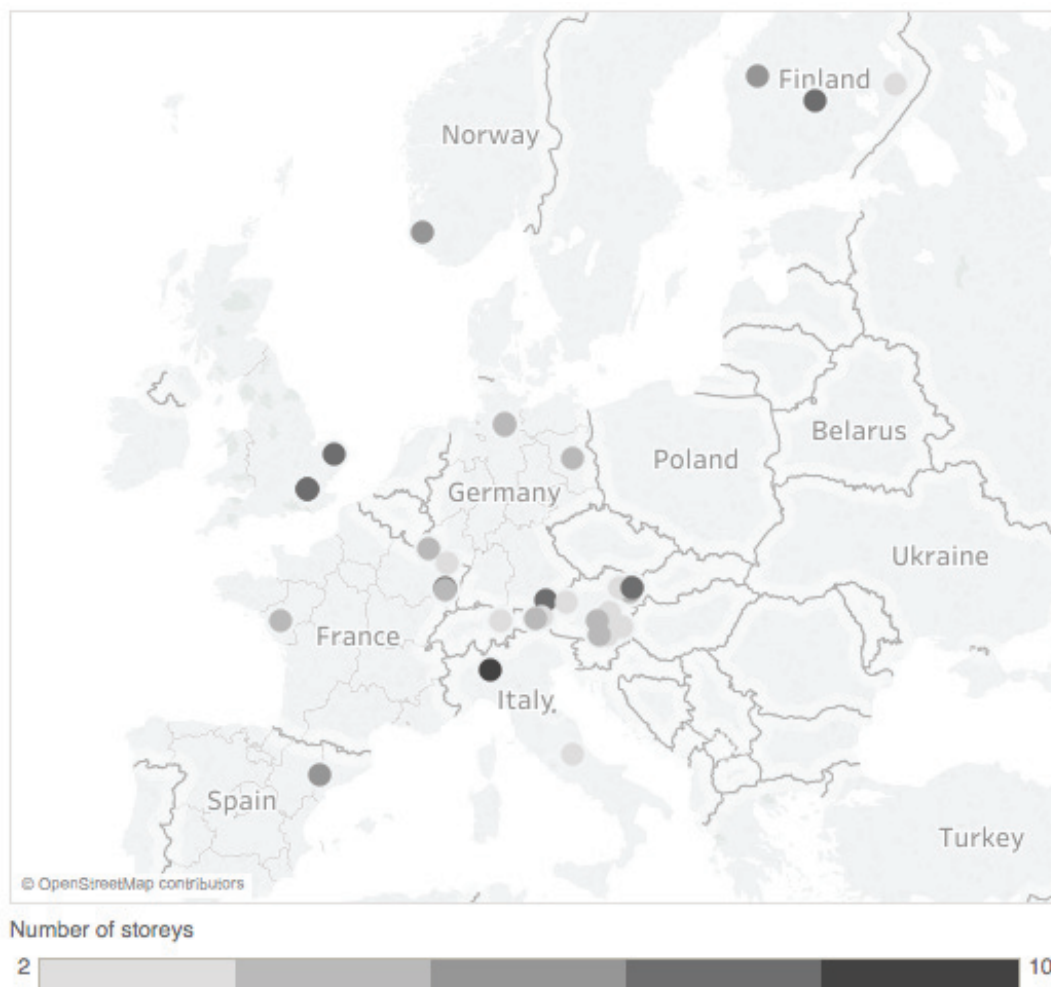 Finland
Norway
Belarus
Poland
Germany
Ukraine
France
Italy
Spain
Turkey
© OpenStreetMap contributors
Number of storeys
2
10